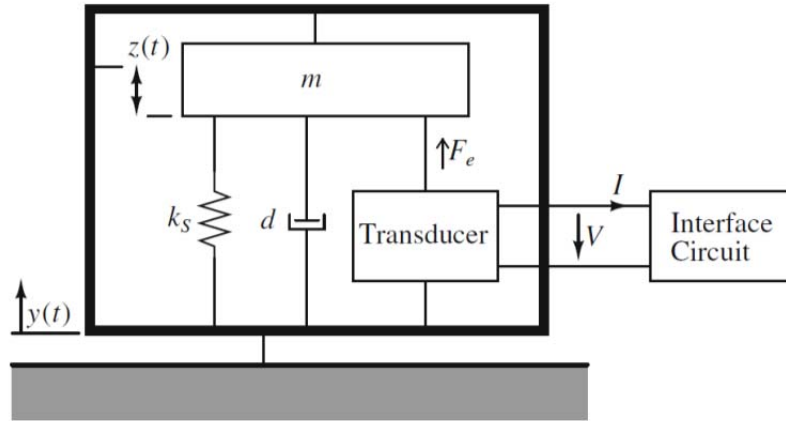 z(t)
m
F_e
k_S
d
Transducer
I
V
Interface
Circuit
y(t)